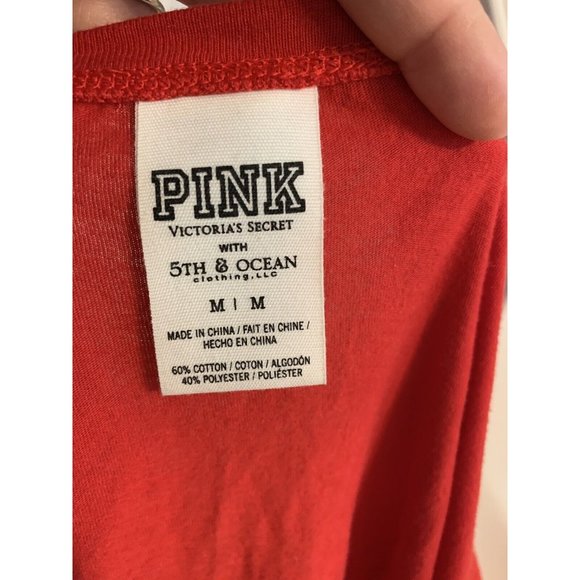 PINK
VICTORIA'S SECRET
WITH
5TH & OCEAN
clothing,LLC
M | M
MADE IN CHINA / FAIT EN CHINE /
HECHO EN CHINA
60% COTTON / COTON / ALGODÓN
40% POLYESTER / POLIÉSTER